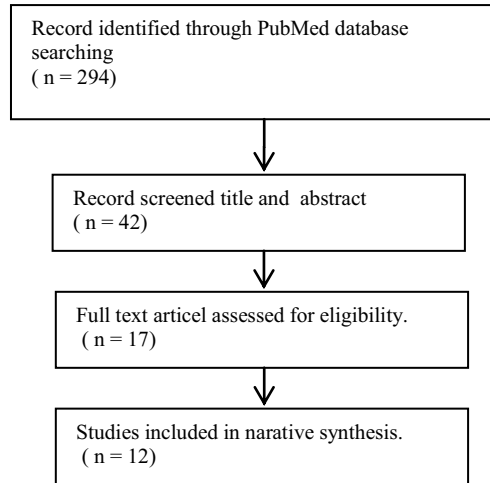 Record identified through PubMed database
searching
( n = 294)
Record screened title and abstract
( n = 42)
Full text articel assessed for eligibility.
( n = 17)
Studies included in narative synthesis.
( n = 12)